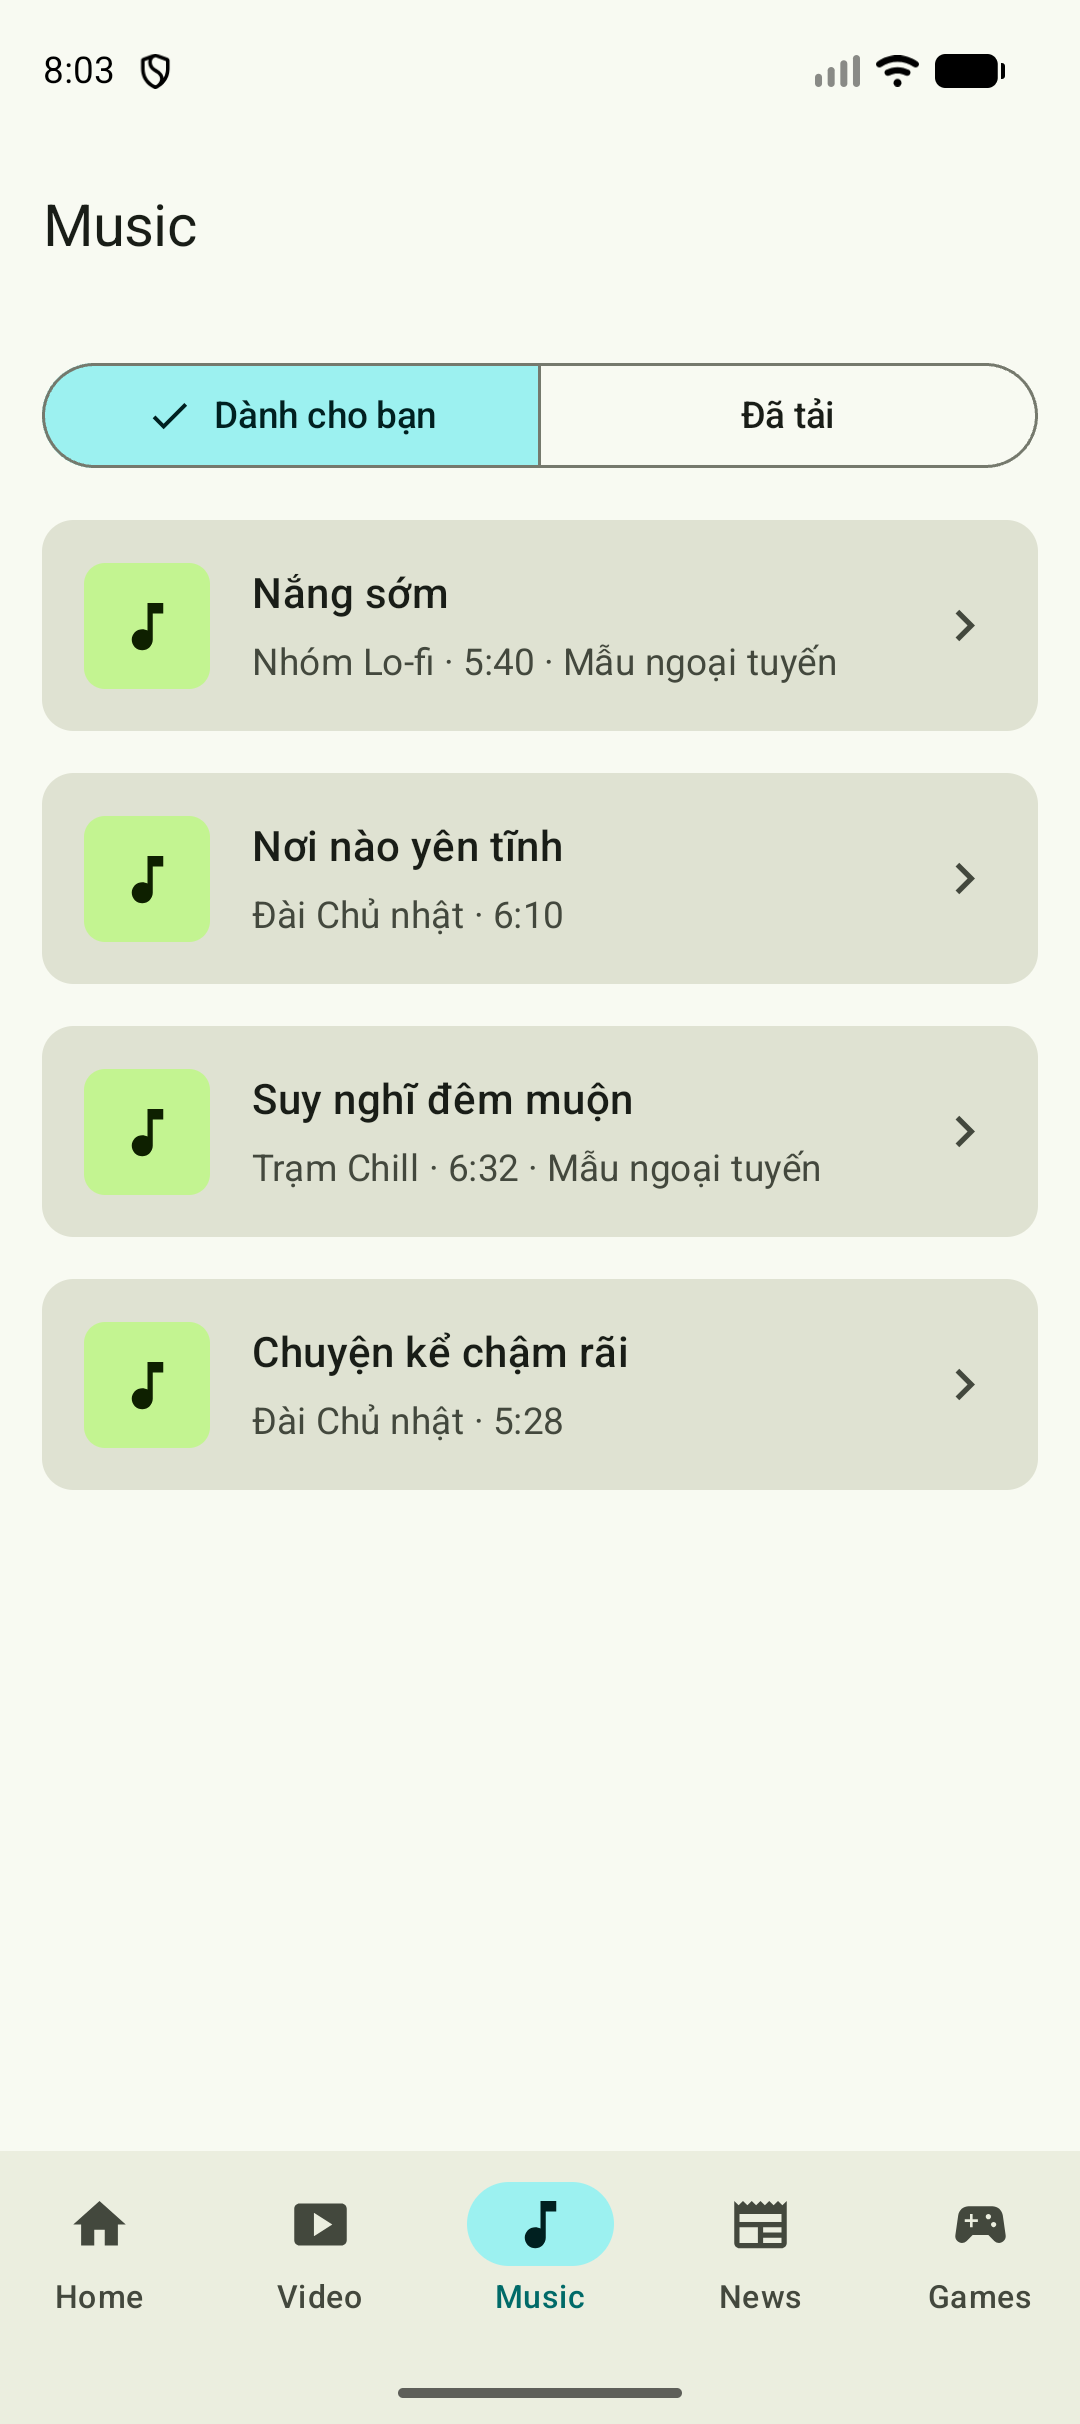 8:03
Music
Dành cho bạn
Đã tải
Nắng sớm
Nhóm Lo-fi · 5:40 · Mẫu ngoại tuyến
Nơi nào yên tĩnh
Đài Chủ nhật · 6:10
Suy nghĩ đêm muộn
Trạm Chill · 6:32 · Mẫu ngoại tuyến
Chuyện kể chậm rãi
Đài Chủ nhật · 5:28
Home
Video
Music
News
Games